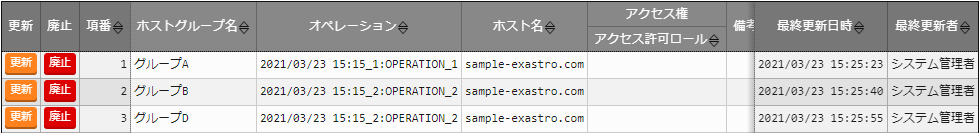 アクセス権
更新 廃止 項番 ホストグループ名 オペレーション ホスト名 備考 最終更新日時 最終更新者
アクセス許可ロール
更新 廃止 1 グループA 2021/03/23 15:15_1:OPERATION_1 sample-exastro.com 2021/03/23 15:25:23 システム管理者
更新 廃止 2 グループB 2021/03/23 15:15_2:OPERATION_2 sample-exastro.com 2021/03/23 15:25:40 システム管理者
更新 廃止 3 グループD 2021/03/23 15:15_2:OPERATION_2 sample-exastro.com 2021/03/23 15:25:55 システム管理者